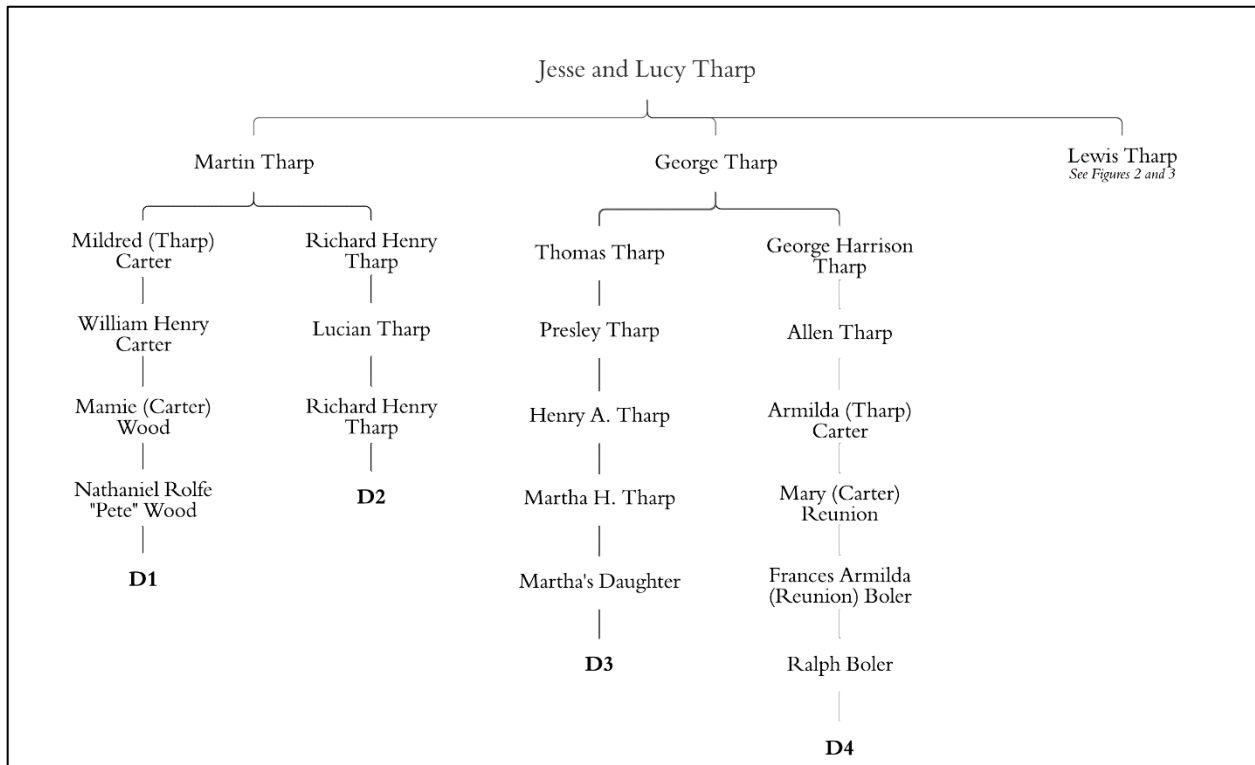 Jesse and Lucy Tharp
Martin Tharp
George Tharp
Lewis Tharp
See Figures 2 and 3
Mildred (Tharp)
Carter
Richard Henry
Tharp
Thomas Tharp
George Harrison
Tharp
William Henry
Carter
Lucian Tharp
Presley Tharp
Allen Tharp
Mamie (Carter)
Wood
Richard Henry
Tharp
Henry A. Tharp
Armilda (Tharp)
Carter
Nathaniel Rolfe
"Pete" Wood
D2
Martha H. Tharp
Mary (Carter)
Reunion
D1
Martha's Daughter
Frances Armilda
(Reunion) Boler
D3
Ralph Boler
D4